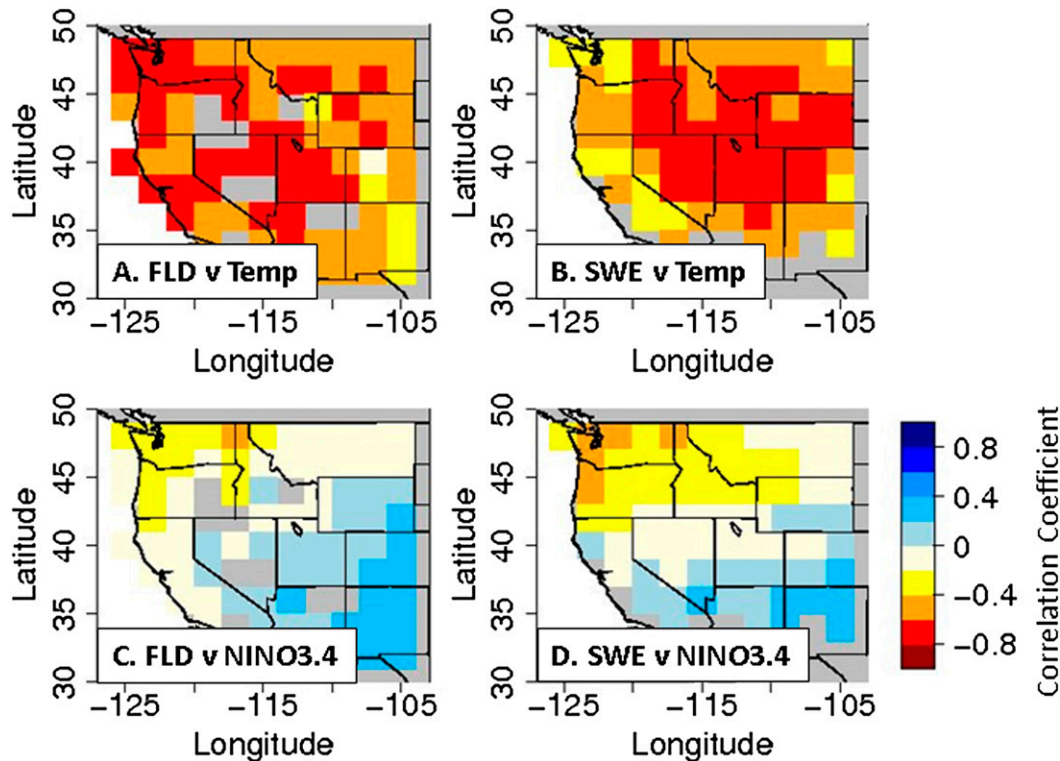 50
45
40
35
30
Latitude
A. FLD v Temp
-125
-115
-105
Longitude
50
45
40
35
30
Latitude
B. SWE v Temp
-125
-115
-105
Longitude
50
45
40
35
30
Latitude
C. FLD v NINO3.4
-125
-115
-105
Longitude
50
45
40
35
30
Latitude
D. SWE v NINO3.4
-125
-115
-105
Longitude
0.8
0.4
0
-0.4
-0.8
Correlation Coefficient